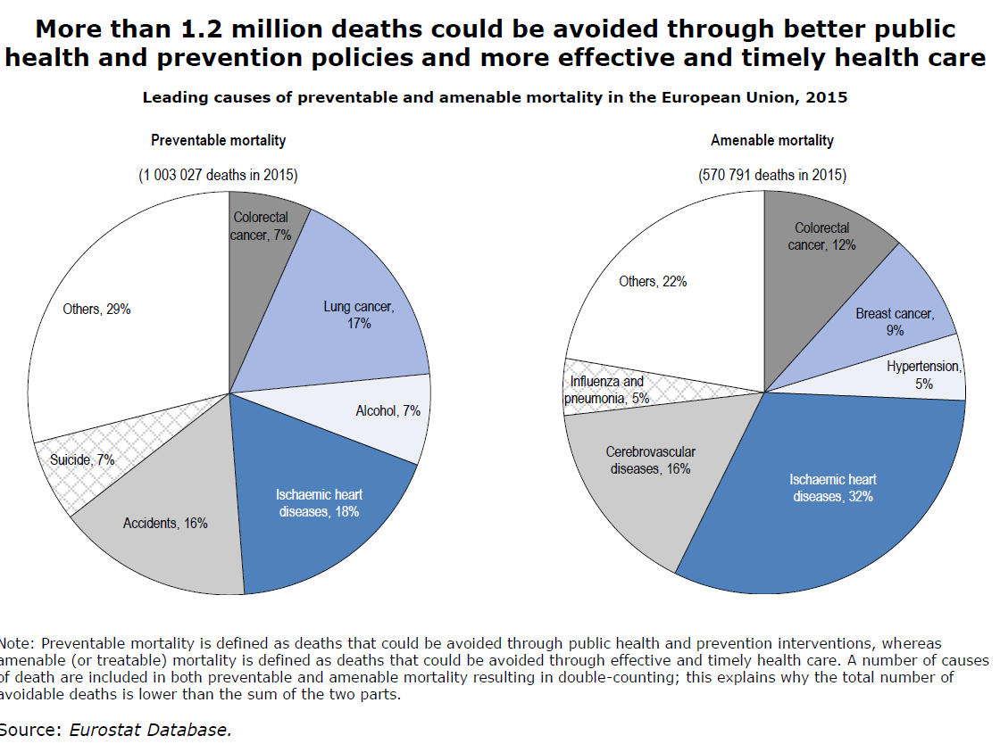 More than 1.2 million deaths could be avoided through better public
health and prevention policies and more effective and timely health care
Leading causes of preventable and amenable mortality in the European Union, 2015
Preventable mortality
(1 003 027 deaths in 2015)
Colorectal
cancer, 7%
Lung cancer,
17%
Alcohol, 7%
Ischaemic heart
diseases, 18%
Accidents, 16%
Suicide, 7%
Others, 29%
Amenable mortality
(570 791 deaths in 2015)
Colorectal
cancer, 12%
Breast cancer,
9%
Hypertension,
5%
Ischaemic heart
diseases, 32%
Cerebrovascular
diseases, 16%
Influenza and
pneumonia, 5%
Others, 22%
Note: Preventable mortality is defined as deaths that could be avoided through public health and prevention interventions, whereas
amenable (or treatable) mortality is defined as deaths that could be avoided through effective and timely health care. A number of causes
of death are included in both preventable and amenable mortality resulting in double-counting; this explains why the total number of
avoidable deaths is lower than the sum of the two parts.
Source: Eurostat Database.